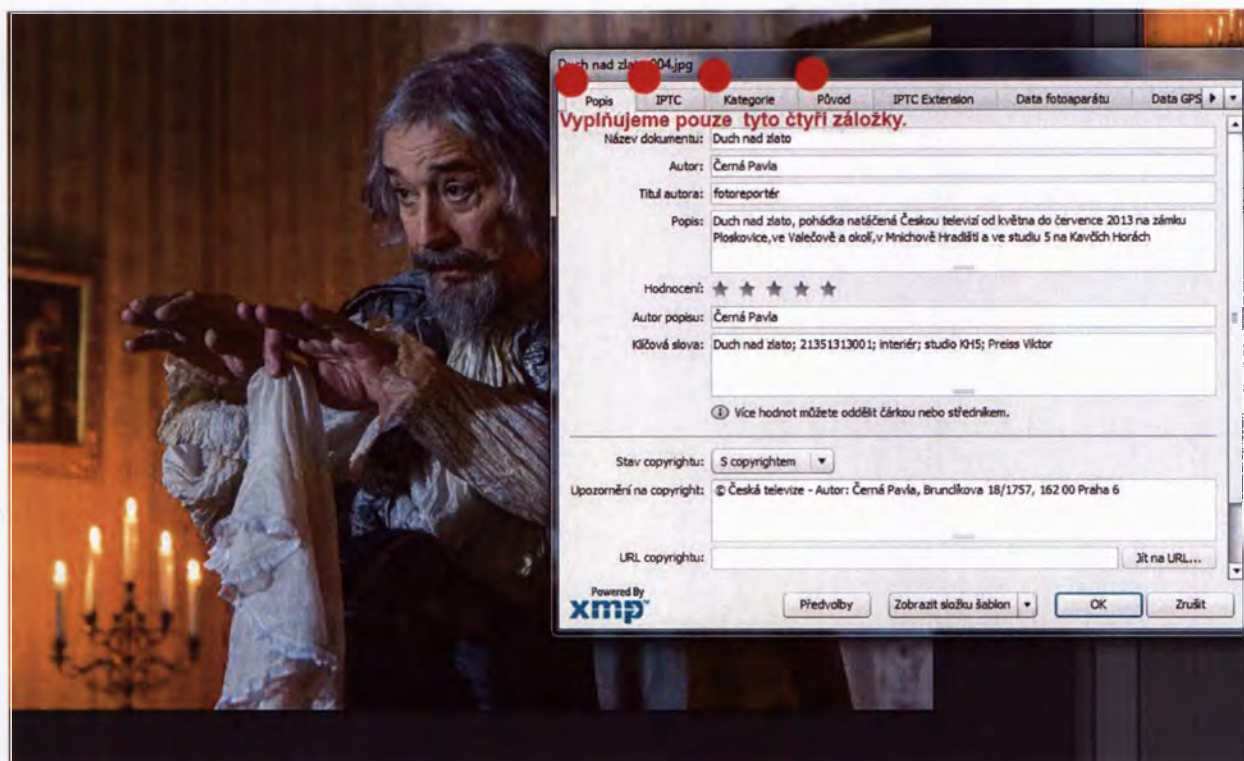 Duch nad zlato 004.jpg
Popis IPTC Kategorie Původ IPTC Extension Data fotoaparátu Data GPS
Vyplňujeme pouze tyto čtyři záložky.
Název dokumentu: Duch nad zlato
Autor: Černá Pavla
Titul autora: fotoreportér
Popis: Duch nad zlato, pohádka natáčená Českou televizí od května do července 2013 na zámku
Ploskovice,ve Valečově a okolí,v Mnichově Hradišti a ve studiu 5 na Kavčích Horách
Hodnocení:
Autor popisu: Černá Pavla
Klíčová slova: Duch nad zlato; 21351313001; interiér; studio KH5; Preiss Viktor
Více hodnot můžete oddělit čárkou nebo středníkem.
Stav copyrightu: S copyrightem
Upozornění na copyright: © Česká televize - Autor: Černá Pavla, Brunclíkova 18/1757, 162 00 Praha 6
URL copyrightu: Jít na URL...
Powered By
xmp™ Předvolby Zobrazit složku šablon OK Zrušit